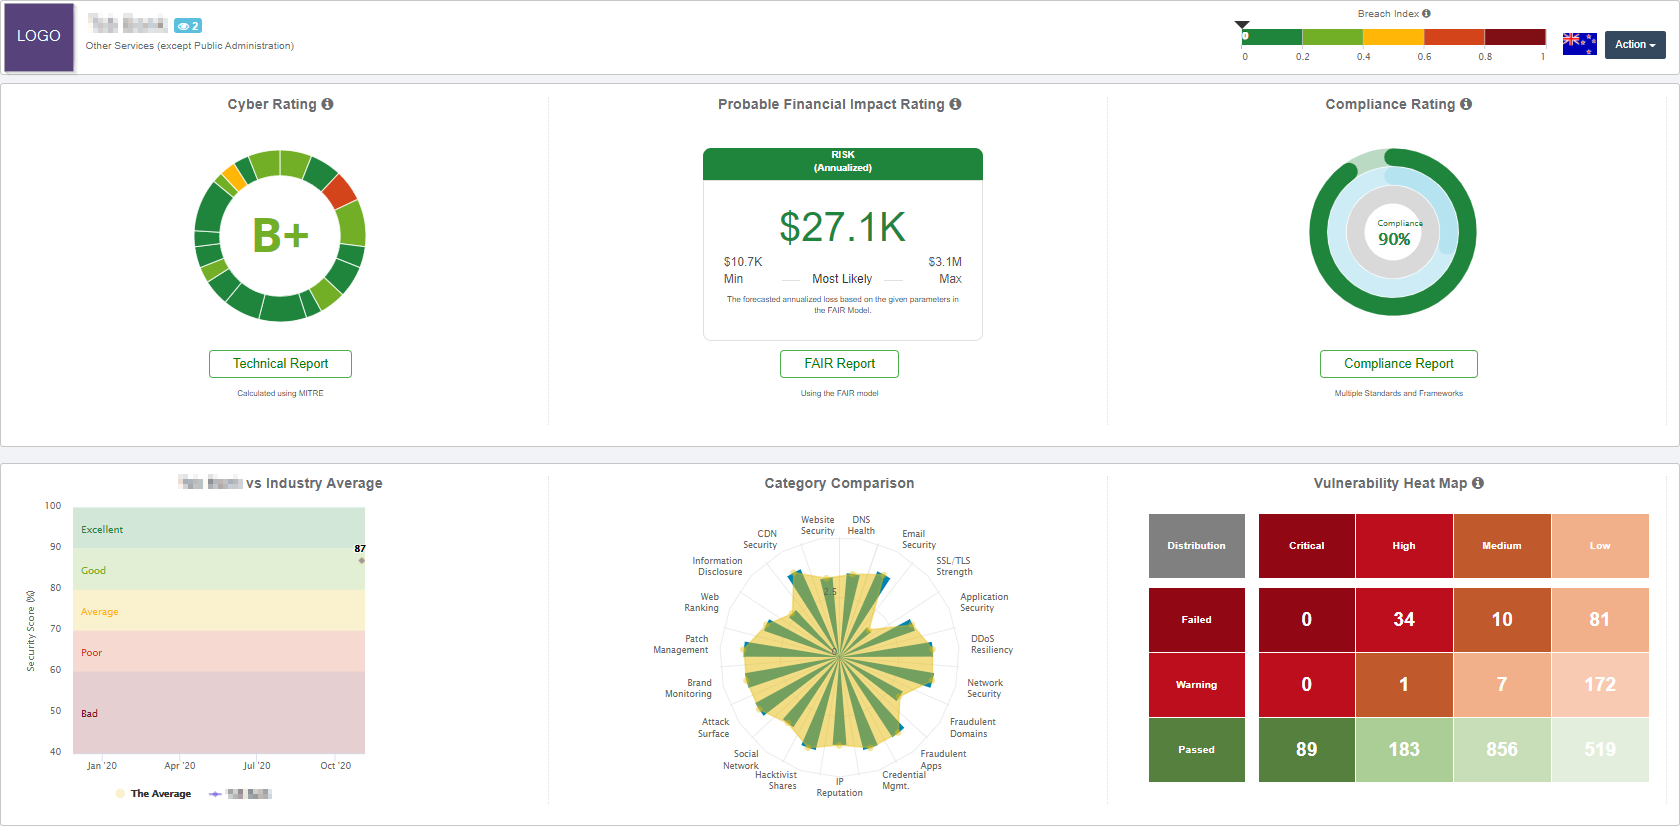 LOGO
2
Other Services (except Public Administration)
Breach Index
0
0 0.2 0.4 0.6 0.8 1
Action
Cyber Rating
B+
Technical Report
Calculated using MITRE
Probable Financial Impact Rating
RISK
(Annualized)
$27.1K
$10.7K $3.1M
Min Most Likely Max
The forecasted annualized loss based on the given parameters in
the FAIR Model.
FAIR Report
Using the FAIR model
Compliance Rating
Compliance
90%
Compliance Report
Multiple Standards and Frameworks
vs Industry Average
Security Score (%)
100
90
80
70
60
50
40
Excellent
Good
Average
Poor
Bad
87
Jan '20 Apr '20 Jul '20 Oct '20
The Average
Category Comparison
Website
Security
DNS
Health
Email
Security
SSL/TLS
Strength
Application
Security
DDoS
Resiliency
Network
Security
Fraudulent
Domains
Fraudulent
Apps
Credential
Mgmt.
IP
Reputation
Hacktivist
Shares
Social
Network
Attack
Surface
Brand
Monitoring
Patch
Management
Web
Ranking
Information
Disclosure
CDN
Security
2.5
0
Vulnerability Heat Map
Distribution Critical High Medium Low
Failed 0 34 10 81
Warning 0 1 7 172
Passed 89 183 856 519